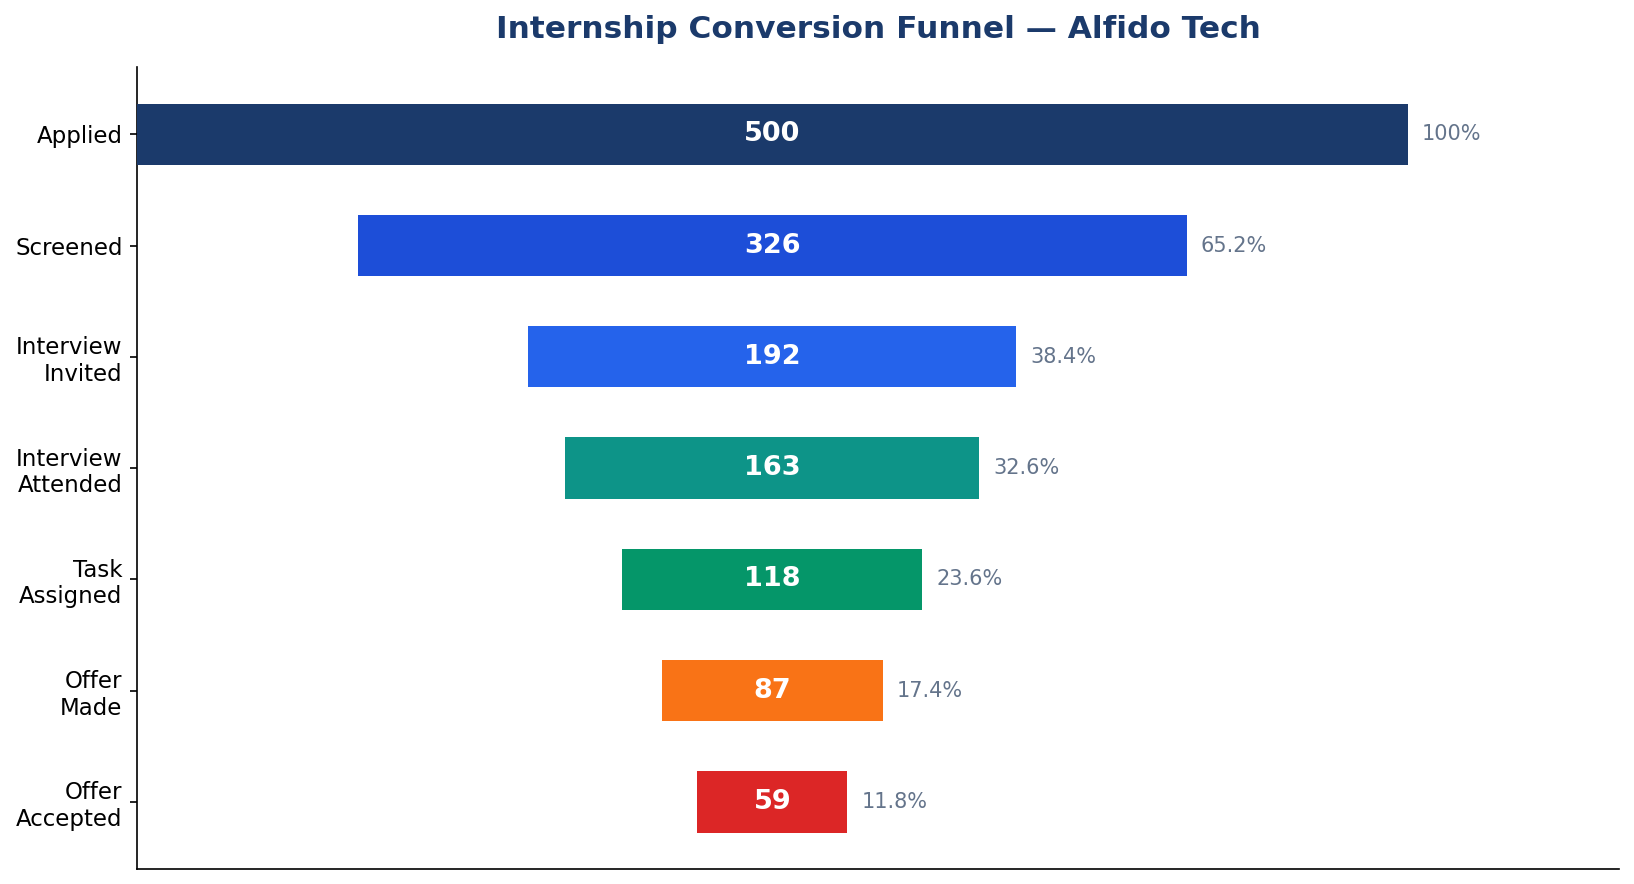 Internship Conversion Funnel — Alfido Tech
Applied
500
100%
Screened
326
65.2%
Interview
Invited
192
38.4%
Interview
Attended
163
32.6%
Task
Assigned
118
23.6%
Offer
Made
87
17.4%
Offer
Accepted
59
11.8%